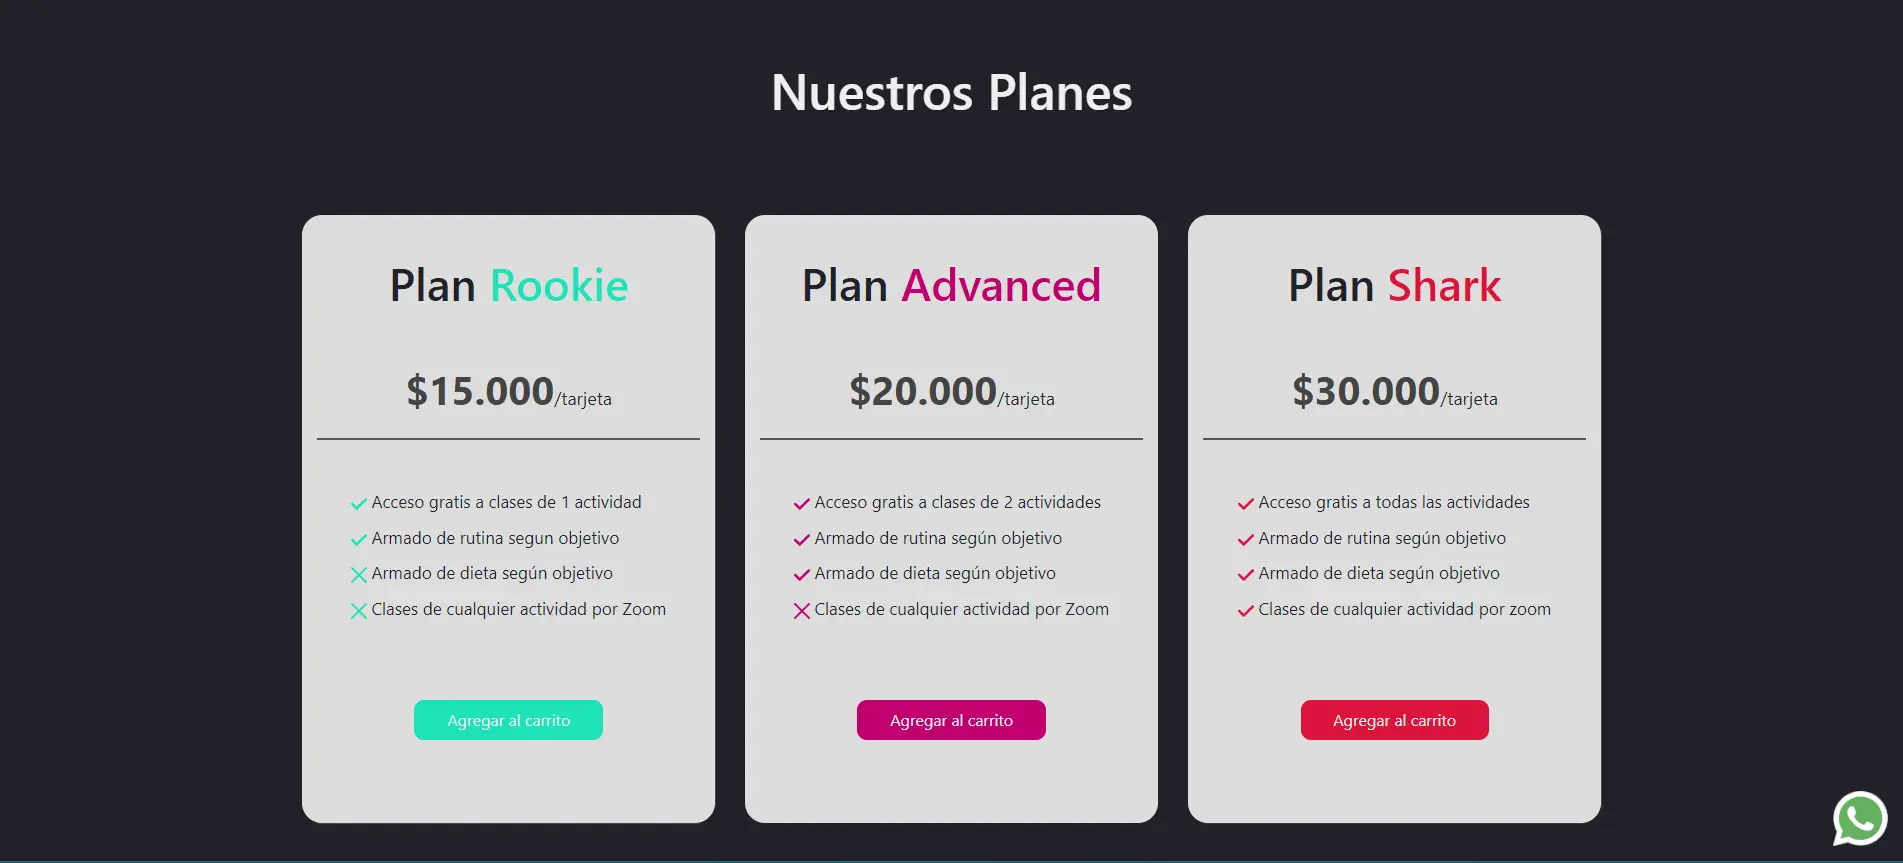 Nuestros Planes
Plan Rookie
$15.000/tarjeta
Acceso gratis a clases de 1 actividad
Armado de rutina segun objetivo
Armado de dieta según objetivo
Clases de cualquier actividad por Zoom
Agregar al carrito
Plan Advanced
$20.000/tarjeta
Acceso gratis a clases de 2 actividades
Armado de rutina según objetivo
Armado de dieta según objetivo
Clases de cualquier actividad por Zoom
Agregar al carrito
Plan Shark
$30.000/tarjeta
Acceso gratis a todas las actividades
Armado de rutina según objetivo
Armado de dieta según objetivo
Clases de cualquier actividad por zoom
Agregar al carrito